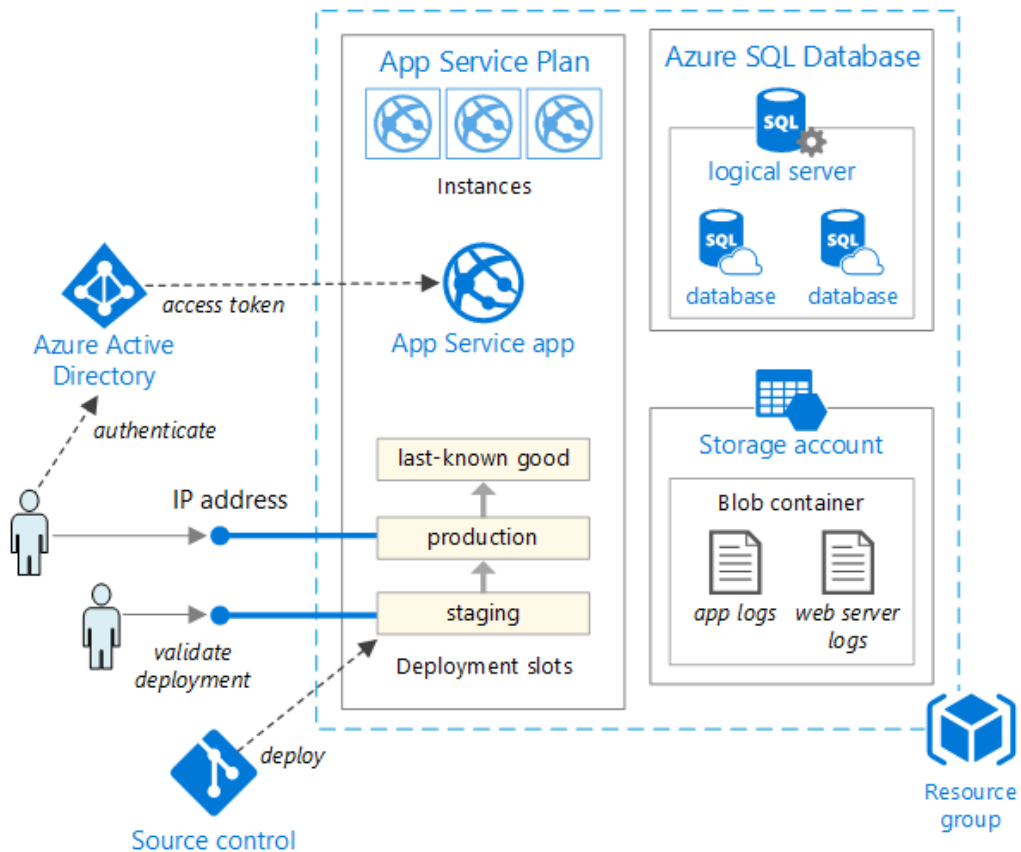 App Service Plan
Instances
App Service app
last-known good
production
staging
Deployment slots
Azure SQL Database
SQL
logical server
SQL
SQL
database
database
Storage account
Blob container
app logs
web server
logs
Azure Active
Directory
access token
authenticate
IP address
validate
deployment
deploy
Source control
Resource
group